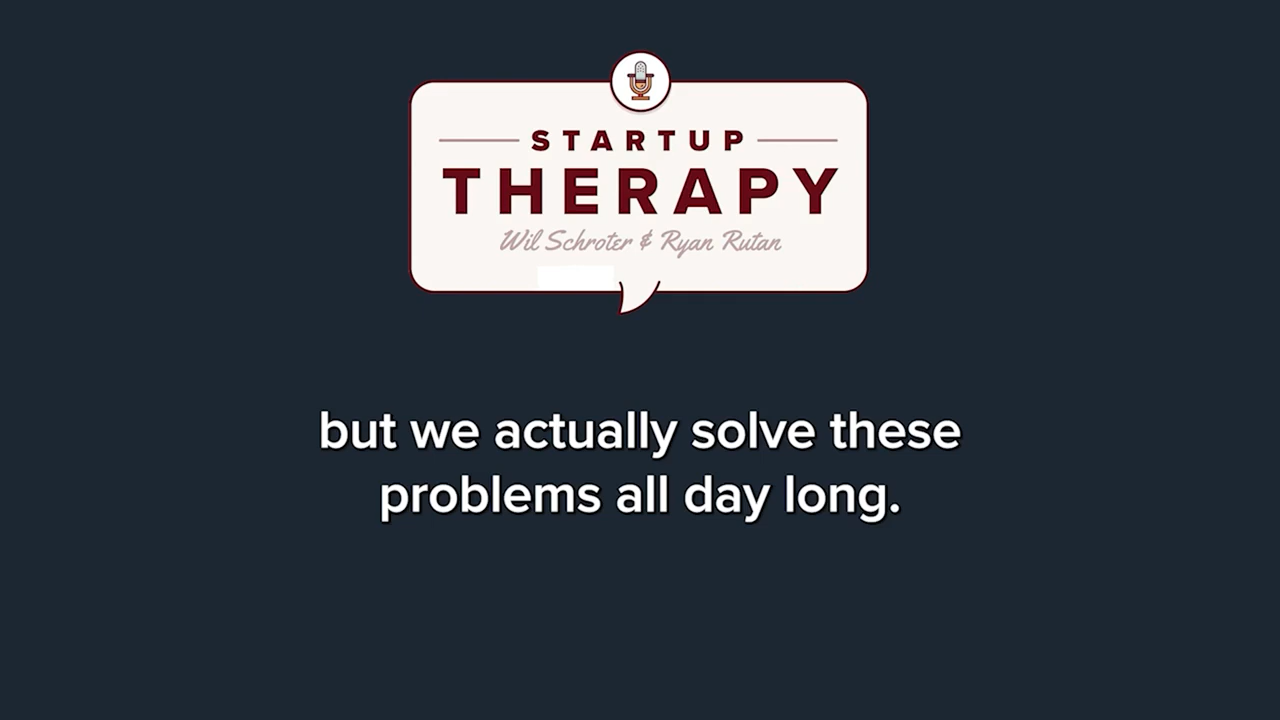 STARTUP
THERAPY
Wil Schroter & Ryan Rutan
but we actually solve these
problems all day long.